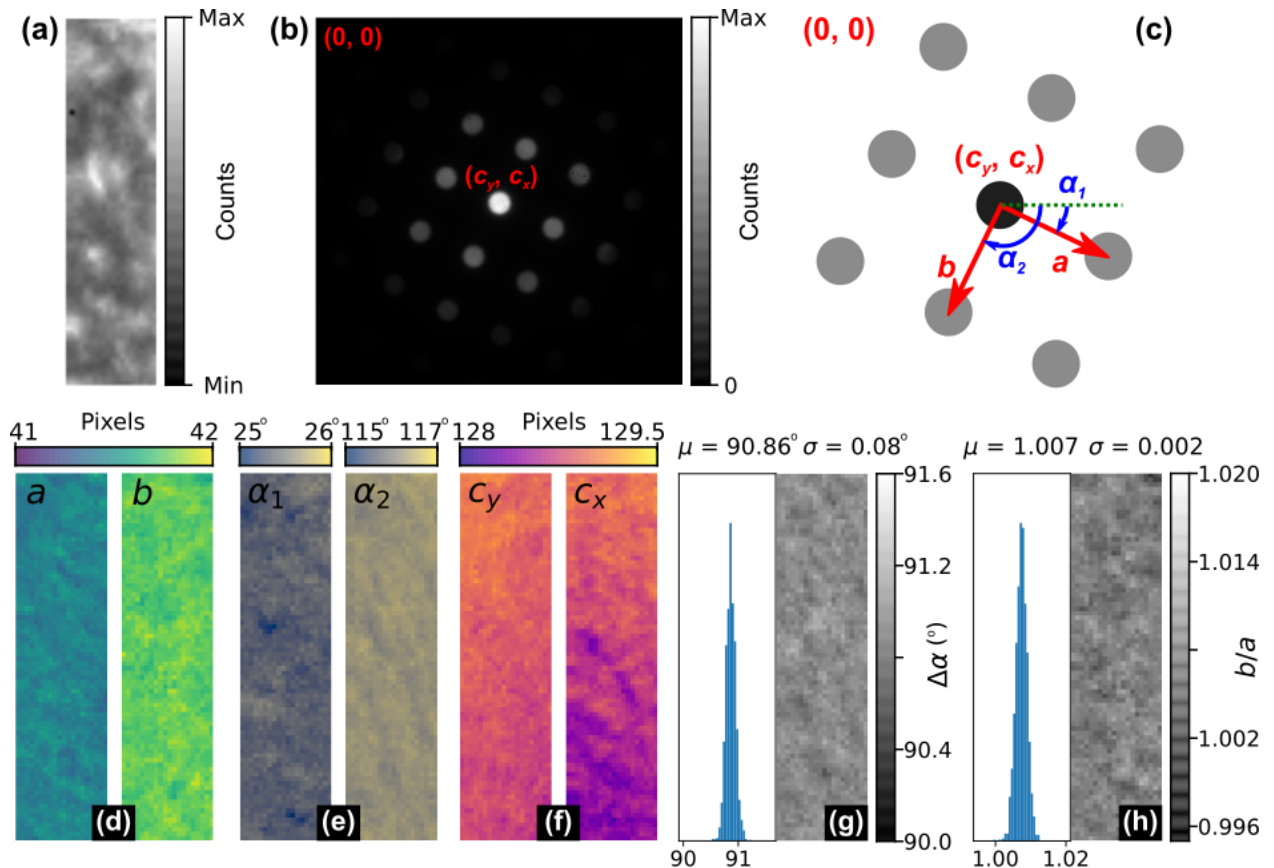 (a)
Max
Counts
Min
(b)
(0, 0)
(c_y, c_x)
Counts
Max
0
(0, 0)
(c)
(c_y, c_x)
α_1
α_2
a
b
Pixels
41 42
a
b
(d)
25° 26°
115° 117°
α_1
α_2
(e)
Pixels
128 129.5
c_y
c_x
(f)
μ = 90.86° σ = 0.08°
90 91
(g)
91.6
91.2
90.4
90.0
Δα (°)
μ = 1.007 σ = 0.002
1.00 1.02
(h)
1.020
1.014
1.002
0.996
b/a